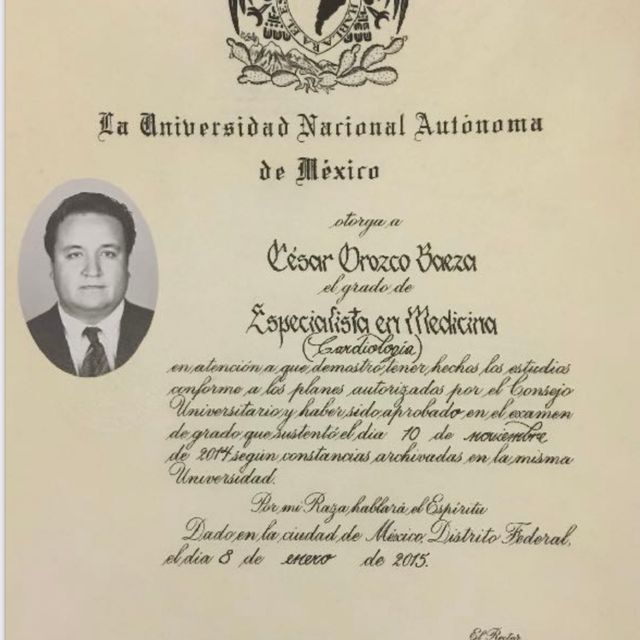 HABLARA EL ES
La Universidad Nacional Autónoma
de México
otorga a
César Orozco Baeza
el grado de
Especialista en Medicina
(Cardiología)
en atención a que demostró tener hechos los estudios
conforme a los planes autorizados por el Consejo
Universitario y haber sido aprobado en el examen
de grado que sustentó el día 10 de noviembre
de 2014 según constancias archivadas en la misma
Universidad.
Por mi Raza hablará el Espíritu
Dado en la ciudad de México, Distrito Federal,
el día 8 de enero de 2015.
El Rector